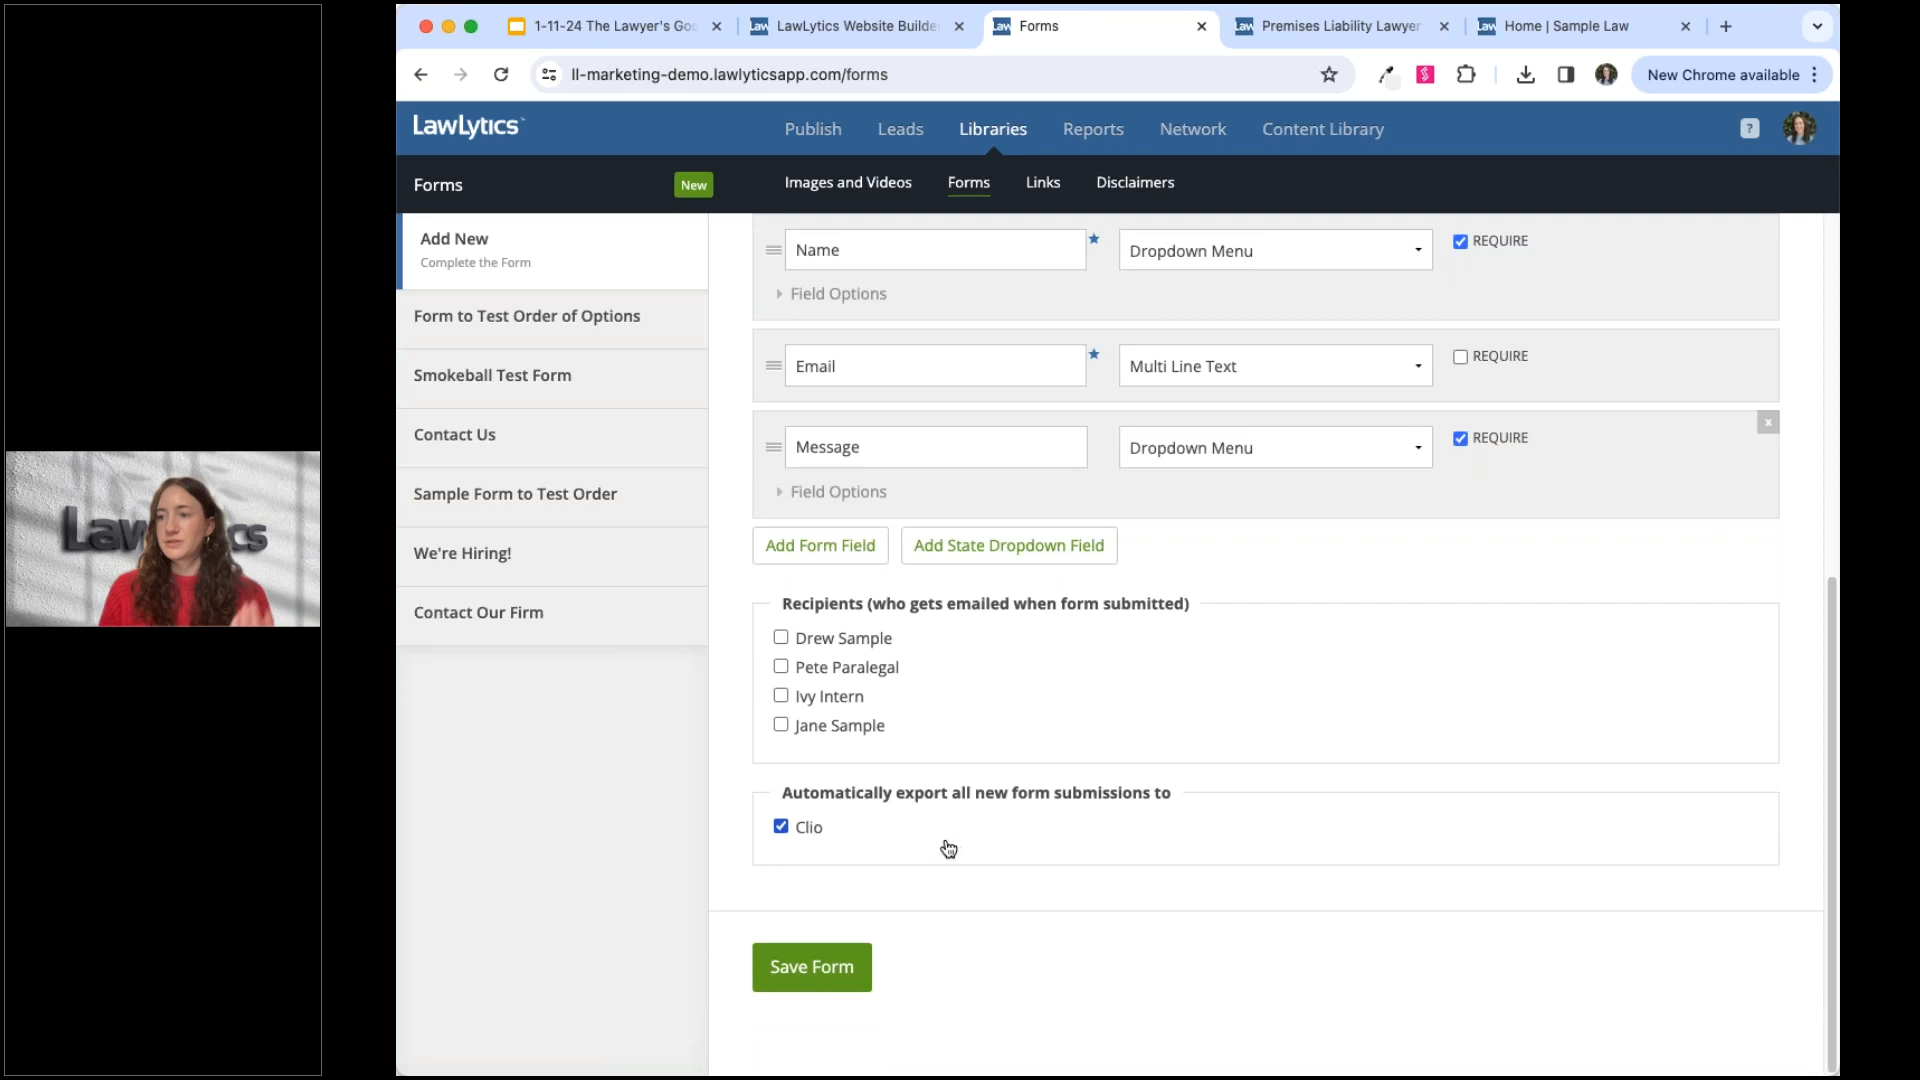 1-11-24 The Lawyer's Go
LawLytics Website Builde
Forms
Premises Liability Lawyer
Home | Sample Law
ll-marketing-demo.lawlyticsapp.com/forms
New Chrome available
LawLytics
Publish
Leads
Libraries
Reports
Network
Content Library
?
Forms
New
Images and Videos
Forms
Links
Disclaimers
Add New
Complete the Form
Form to Test Order of Options
Smokeball Test Form
Contact Us
Sample Form to Test Order
We're Hiring!
Contact Our Firm
Name
Dropdown Menu
REQUIRE
Field Options
Email
Multi Line Text
REQUIRE
x
Message
Dropdown Menu
REQUIRE
Field Options
Add Form Field
Add State Dropdown Field
Recipients (who gets emailed when form submitted)
Drew Sample
Pete Paralegal
Ivy Intern
Jane Sample
Automatically export all new form submissions to
Clio
Save Form